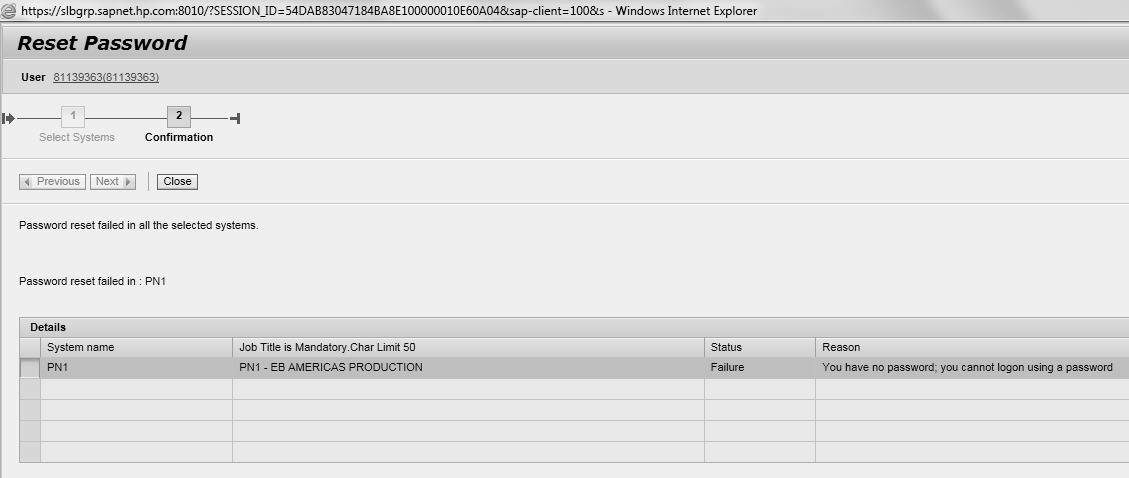 https://slbgrp.sapnet.hp.com:8010/?SESSION_ID=54DAB83047184BA8E100000010E60A04&sap-client=100&s - Windows Internet Explorer
Reset Password
User 81139363(81139363)
1 2
Select Systems Confirmation
Previous Next Close
Password reset failed in all the selected systems.
Password reset failed in : PN1
Details
System name Job Title is Mandatory.Char Limit 50 Status Reason
PN1 PN1 - EB AMERICAS PRODUCTION Failure You have no password; you cannot logon using a password